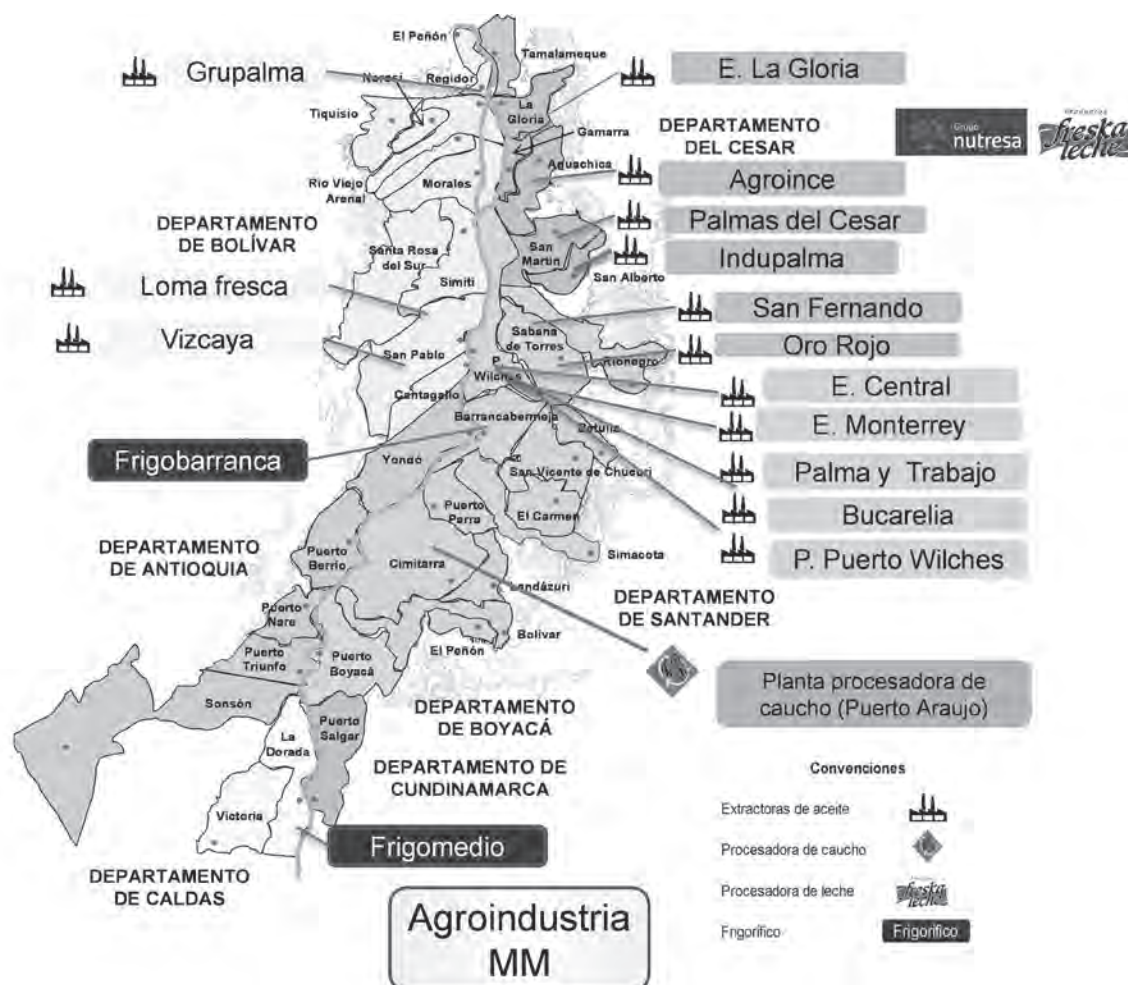 El Peñón
Tamalameque
Grupalma
Norosí
Regidor
E. La Gloria
Tiquisio
La
Gloria
Gamarra
DEPARTAMENTO
DEL CESAR
Grupo
nutresa
freska
leche
Aguachica
Agroince
Rio Viejo
Arenal
Morales
Palmas del Cesar
DEPARTAMENTO
DE BOLÍVAR
Santa Rosa
del Sur
San
Martín
Indupalma
San Alberto
Loma fresca
Simití
San Fernando
Vizcaya
Sabana
de Torres
Oro Rojo
San Pablo
Rionegro
P.
Wilches
E. Central
Cantagallo
Barrancabermeja
E. Monterrey
Zatuna
Frigobarranca
Yondó
San Vicente de Chucurí
Palma y Trabajo
Puerto
Parra
El Carmen
Bucarelia
DEPARTAMENTO
DE ANTIOQUIA
Puerto
Berrío
Cimitarra
Simacota
P. Puerto Wilches
Landázuri
DEPARTAMENTO
DE SANTANDER
Puerto
Nare
Bolívar
El Peñón
Puerto
Triunfo
Puerto
Boyacá
Planta procesadora de
caucho (Puerto Araujo)
Sonsón
DEPARTAMENTO
DE BOYACÁ
La
Dorada
Puerto
Salgar
DEPARTAMENTO DE
CUNDINAMARCA
Convenciones
Victoria
Extractoras de aceite
Frigomedio
Procesadora de caucho
DEPARTAMENTO
DE CALDAS
Procesadora de leche
freska
leche
Agroindustria
MM
Frigorífico
Frigorífico